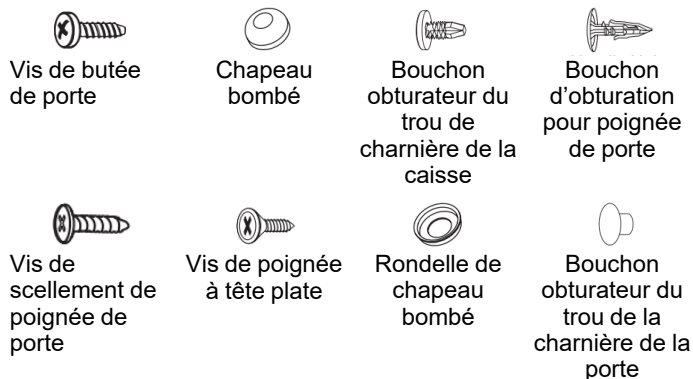 Vis de butée
de porte
Chapeau
bombé
Bouchon
obturateur du
trou de
charnière de la
caisse
Bouchon
d’obturation
pour poignée
de porte
Vis de
scellement de
poignée de
porte
Vis de poignée
à tête plate
Rondelle de
chapeau
bombé
Bouchon
obturateur du
trou de la
charnière de la
porte